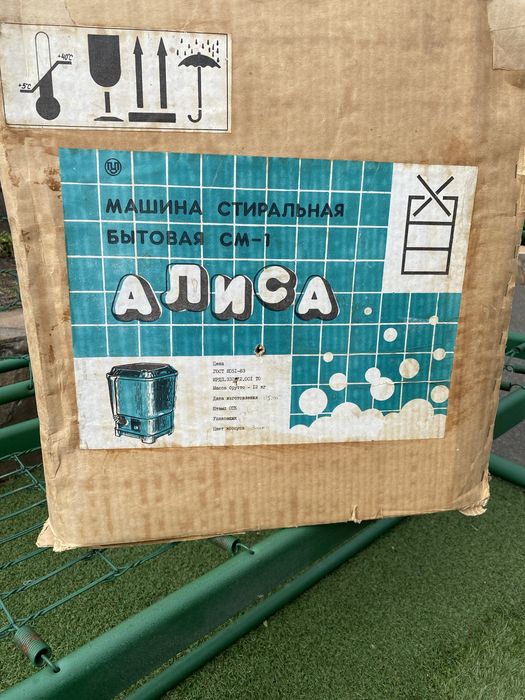 +5°C
+40°C
МАШИНА СТИРАЛЬНАЯ
БЫТОВАЯ СМ-1
АЛИСА
Цена
ГОСТ 8051-83
Масса брутто - 12 кг
Дата изготовления
Штамп ОТК
Упаковщик
Цвет корпуса